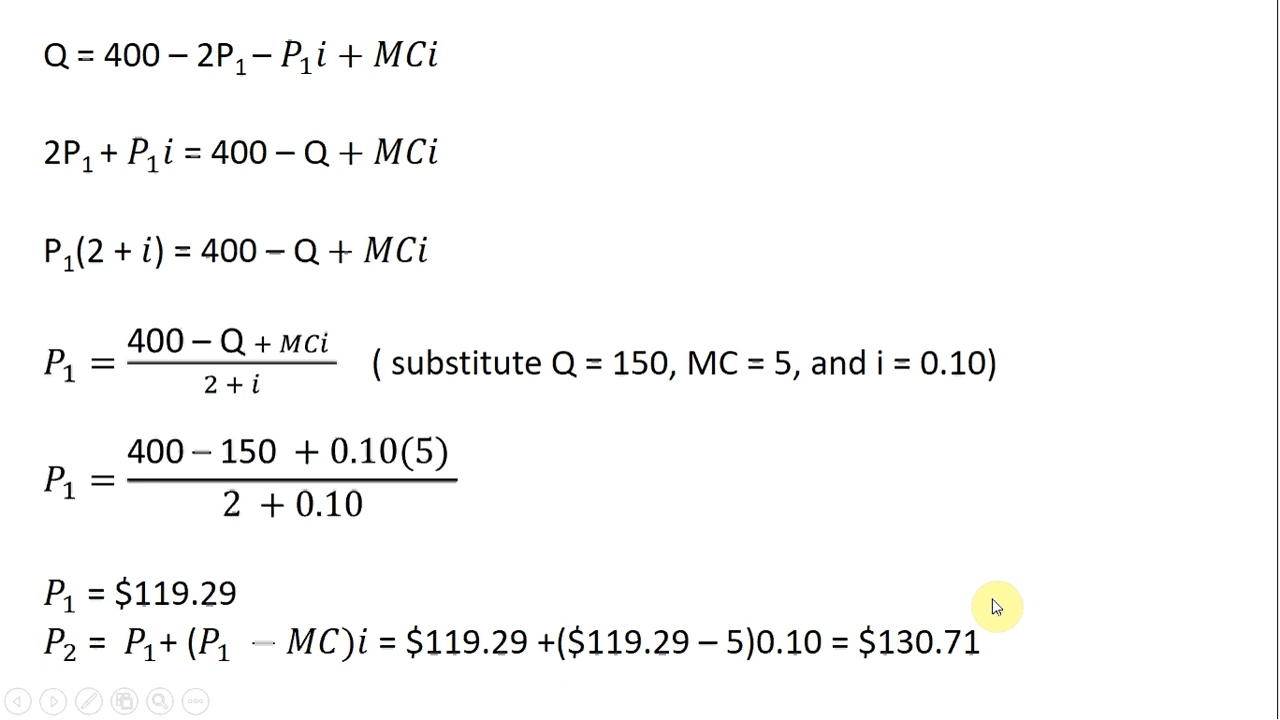 Q = 400 – 2P₁ – P₁i + MCi
2P₁ + P₁i = 400 – Q + MCi
P₁(2 + i) = 400 – Q + MCi
P₁ = (400 – Q + MCi)/(2 + i) ( substitute Q = 150, MC = 5, and i = 0.10)
P₁ = (400 – 150 + 0.10(5))/(2 + 0.10)
P₁ = $119.29
P₂ = P₁ + (P₁ − MC)i = $119.29 +($119.29 – 5)0.10 = $130.71